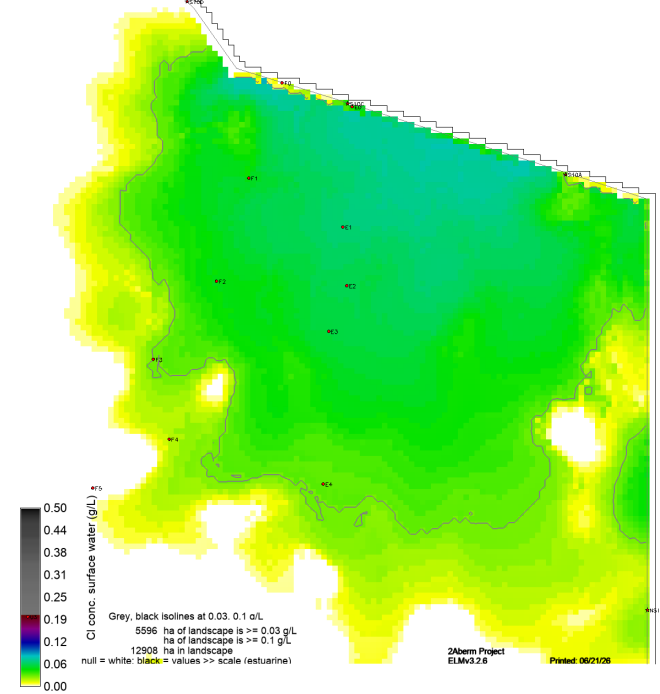 S10D
F0
S10C
E0
S10A
F1
E1
F2
E2
E3
F3
F4
E4
F5
0.50
0.44
0.38
0.31
0.25
0.19
0.12
0.06
0.00
Cl conc. surface water (g/L)
Grey, black isolines at 0.03, 0.1 g/L
5596 ha of landscape is >= 0.03 g/L
ha of landscape is >= 0.1 g/L
12908 ha in landscape
null = white: black = values >> scale (estuarine)
2Aberm Project
ELMv3.2.6
Printed: 06/21/26